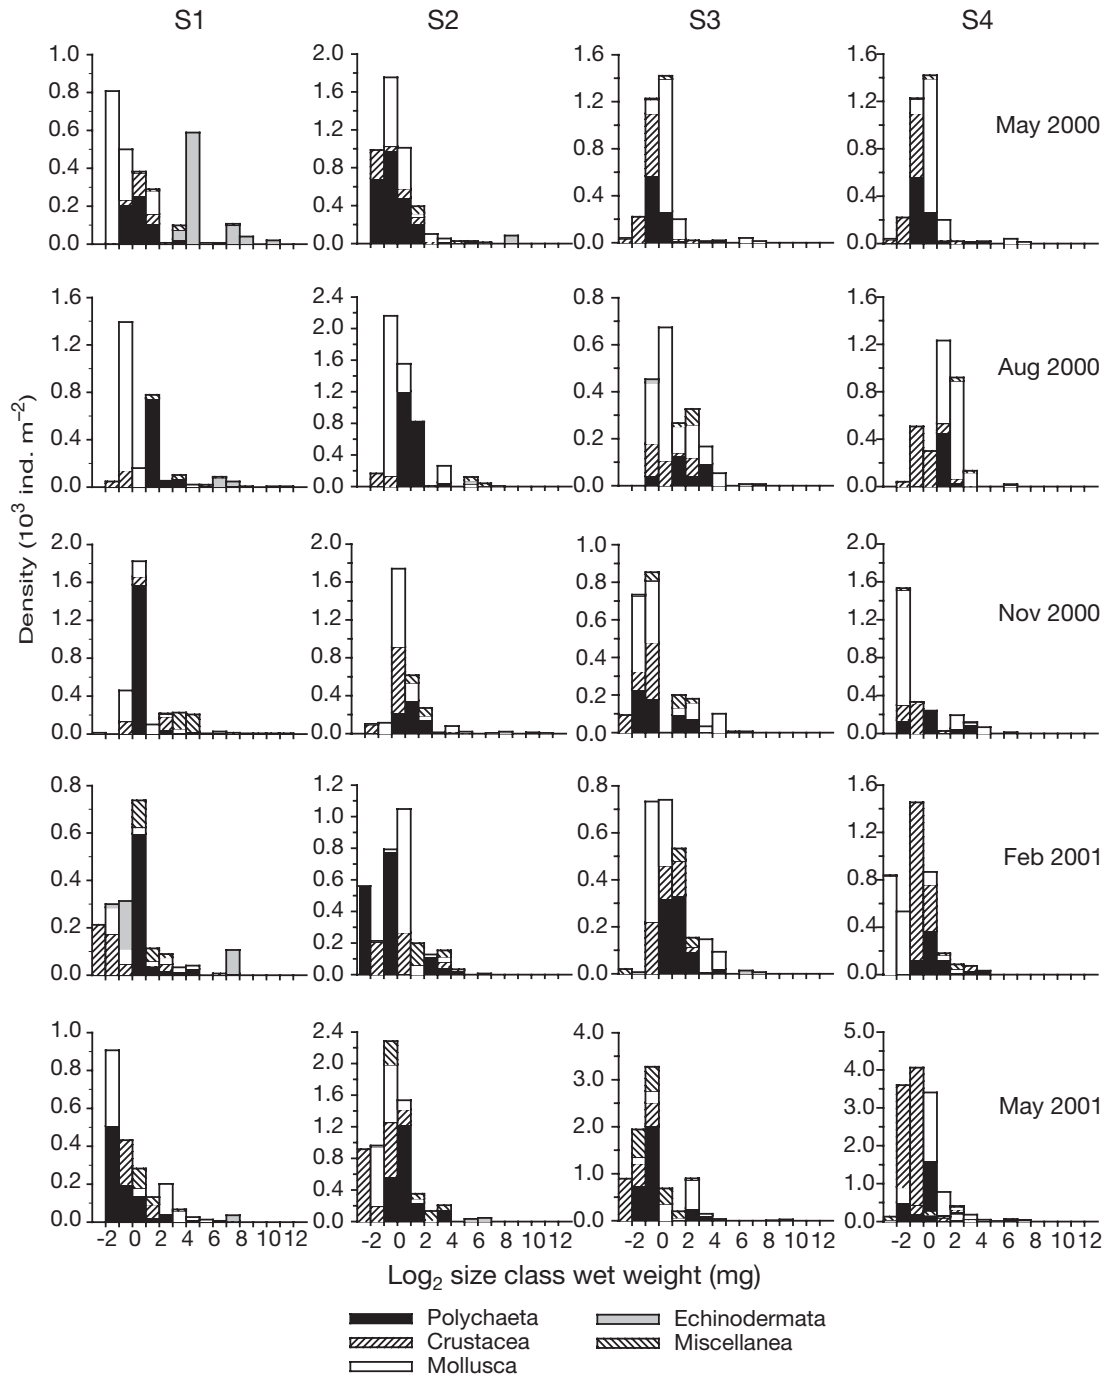 S1 S2 S3 S4
1.0 2.0 1.6 1.6
0.8 1.6 1.2 1.2
0.6 1.2 0.8 0.8
0.4 0.8 0.4 0.4
0.2 0.4 0.0 0.0
0.0 0.0
May 2000
1.6 2.4 0.8 1.6
1.2 2.0 0.6 1.2
0.8 1.6 0.4 0.8
0.4 1.2 0.2 0.4
0.0 0.8 0.0 0.0
0.4
0.0
Aug 2000
Density (10³ ind. m⁻²)
2.0 2.0 1.0 2.0
1.6 1.6 0.8 1.6
1.2 1.2 0.6 1.2
0.8 0.8 0.4 0.8
0.4 0.4 0.2 0.4
0.0 0.0 0.0 0.0
Nov 2000
0.8 1.2 0.8 1.6
0.6 1.0 0.6 1.2
0.4 0.8 0.4 0.8
0.2 0.6 0.2 0.4
0.0 0.4 0.0 0.0
0.2
0.0
Feb 2001
1.0 2.4 4.0 5.0
0.8 2.0 3.0 4.0
0.6 1.6 2.0 3.0
0.4 1.2 1.0 2.0
0.2 0.8 0.0 1.0
0.0 0.4 0.0
0.0
May 2001
-2 0 2 4 6 8 10 12 -2 0 2 4 6 8 10 12 -2 0 2 4 6 8 10 12 -2 0 2 4 6 8 10 12
Log₂ size class wet weight (mg)
Polychaeta Echinodermata
Crustacea Miscellanea
Mollusca